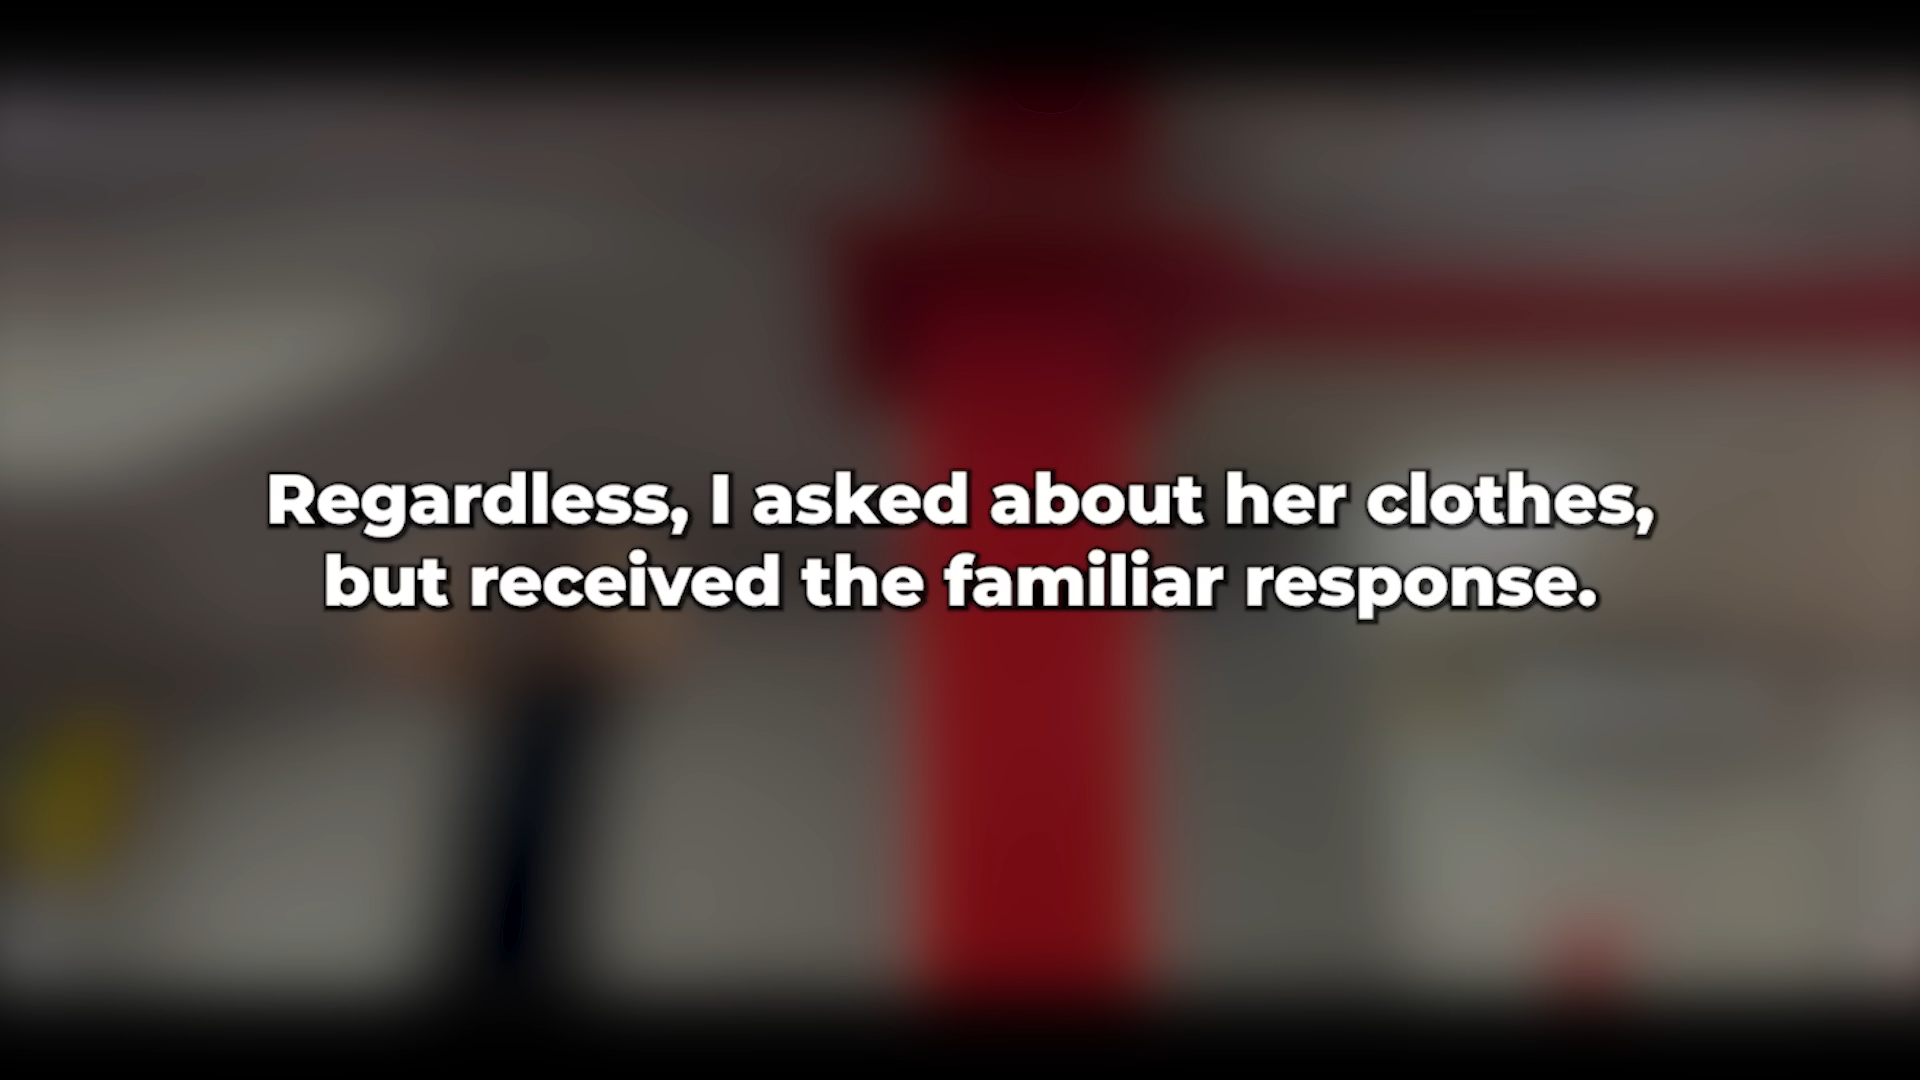 Regardless, I asked about her clothes,
but received the familiar response.